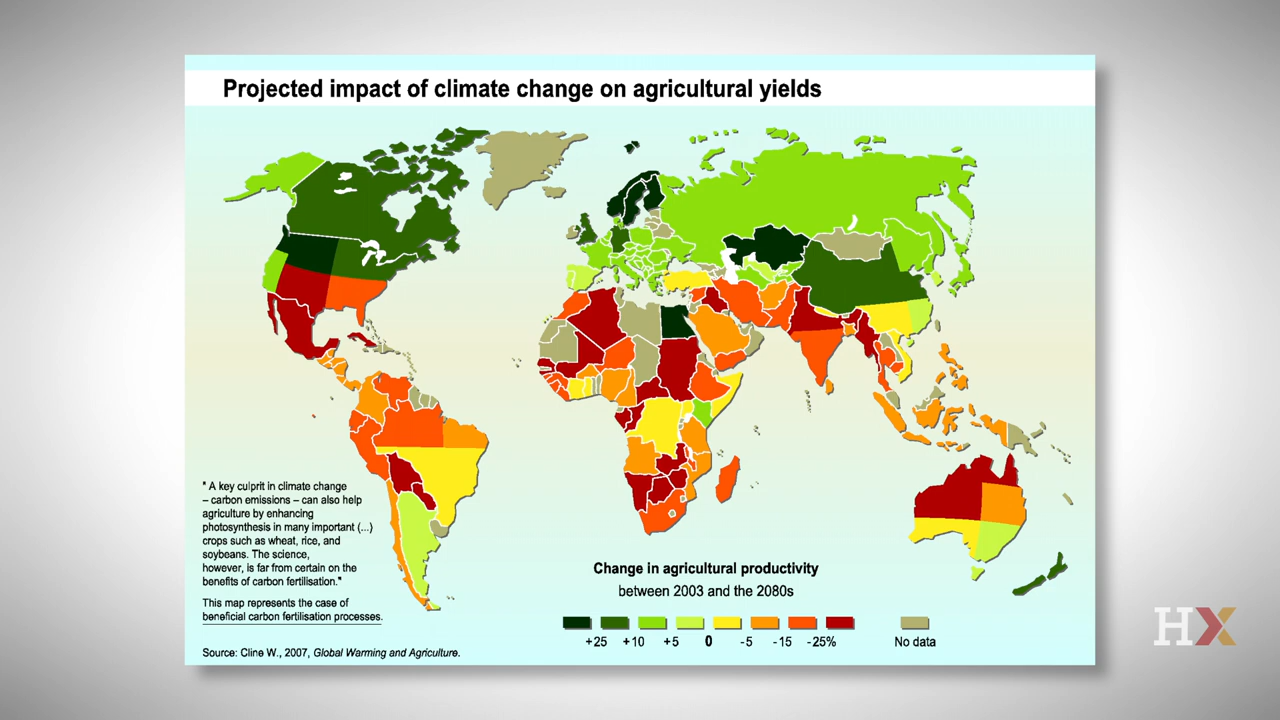 Projected impact of climate change on agricultural yields
" A key culprit in climate change
– carbon emissions – can also help
agriculture by enhancing
photosynthesis in many important (...)
crops such as wheat, rice, and
soybeans. The science,
however, is far from certain on the
benefits of carbon fertilisation."
This map represents the case of
beneficial carbon fertilisation processes.
Source: Cline W., 2007, Global Warming and Agriculture.
Change in agricultural productivity
between 2003 and the 2080s
+25 +10 +5 0 -5 -15 -25% No data
HX